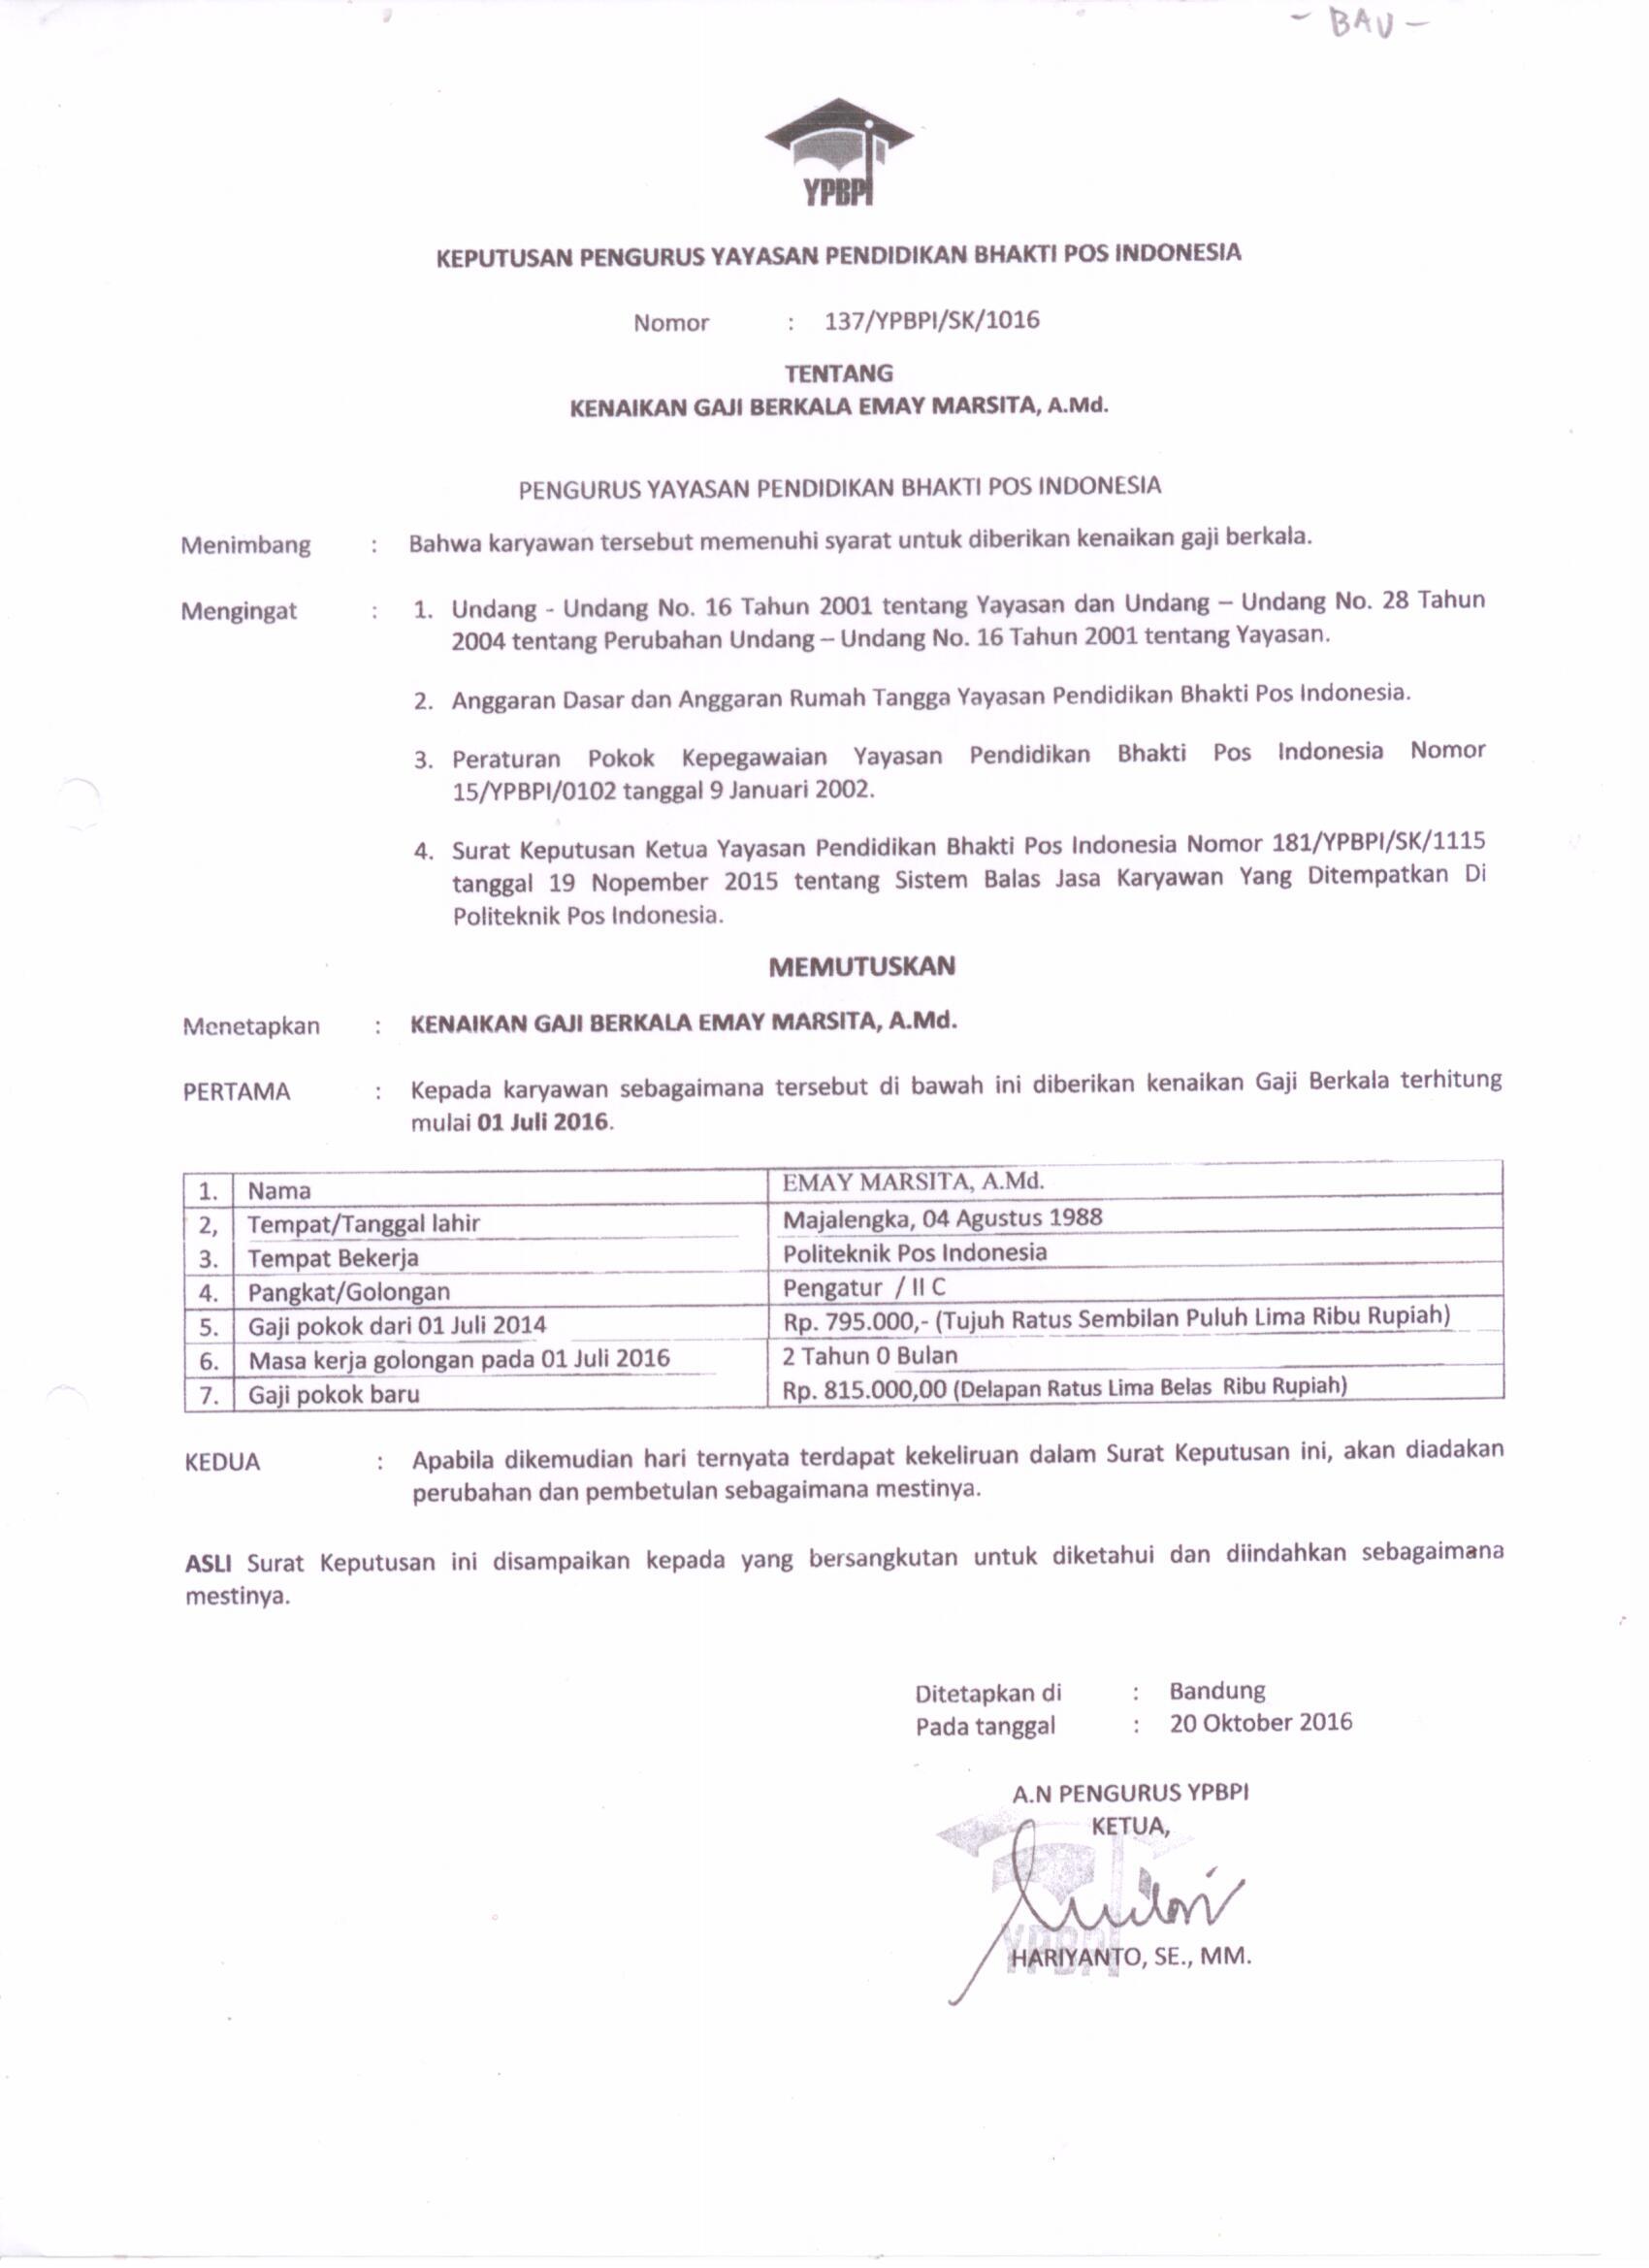 - BAU -
YPBPI
KEPUTUSAN PENGURUS YAYASAN PENDIDIKAN BHAKTI POS INDONESIA
Nomor : 137/YPBPI/SK/1016
TENTANG
KENAIKAN GAJI BERKALA EMAY MARSITA, A.Md.
PENGURUS YAYASAN PENDIDIKAN BHAKTI POS INDONESIA
Menimbang : Bahwa karyawan tersebut memenuhi syarat untuk diberikan kenaikan gaji berkala.
Mengingat : 1. Undang - Undang No. 16 Tahun 2001 tentang Yayasan dan Undang – Undang No. 28 Tahun
2004 tentang Perubahan Undang – Undang No. 16 Tahun 2001 tentang Yayasan.
2. Anggaran Dasar dan Anggaran Rumah Tangga Yayasan Pendidikan Bhakti Pos Indonesia.
3. Peraturan Pokok Kepegawaian Yayasan Pendidikan Bhakti Pos Indonesia Nomor
15/YPBPI/0102 tanggal 9 Januari 2002.
4. Surat Keputusan Ketua Yayasan Pendidikan Bhakti Pos Indonesia Nomor 181/YPBPI/SK/1115
tanggal 19 Nopember 2015 tentang Sistem Balas Jasa Karyawan Yang Ditempatkan Di
Politeknik Pos Indonesia.
MEMUTUSKAN
Menetapkan : KENAIKAN GAJI BERKALA EMAY MARSITA, A.Md.
PERTAMA : Kepada karyawan sebagaimana tersebut di bawah ini diberikan kenaikan Gaji Berkala terhitung
mulai 01 Juli 2016.
1. Nama EMAY MARSITA, A.Md.
2, Tempat/Tanggal lahir Majalengka, 04 Agustus 1988
3. Tempat Bekerja Politeknik Pos Indonesia
4. Pangkat/Golongan Pengatur / II C
5. Gaji pokok dari 01 Juli 2014 Rp. 795.000,- (Tujuh Ratus Sembilan Puluh Lima Ribu Rupiah)
6. Masa kerja golongan pada 01 Juli 2016 2 Tahun 0 Bulan
7. Gaji pokok baru Rp. 815.000,00 (Delapan Ratus Lima Belas Ribu Rupiah)
KEDUA : Apabila dikemudian hari ternyata terdapat kekeliruan dalam Surat Keputusan ini, akan diadakan
perubahan dan pembetulan sebagaimana mestinya.
ASLI Surat Keputusan ini disampaikan kepada yang bersangkutan untuk diketahui dan diindahkan sebagaimana
mestinya.
Ditetapkan di : Bandung
Pada tanggal : 20 Oktober 2016
A.N PENGURUS YPBPI
KETUA,
YPBPI
HARIYANTO, SE., MM.